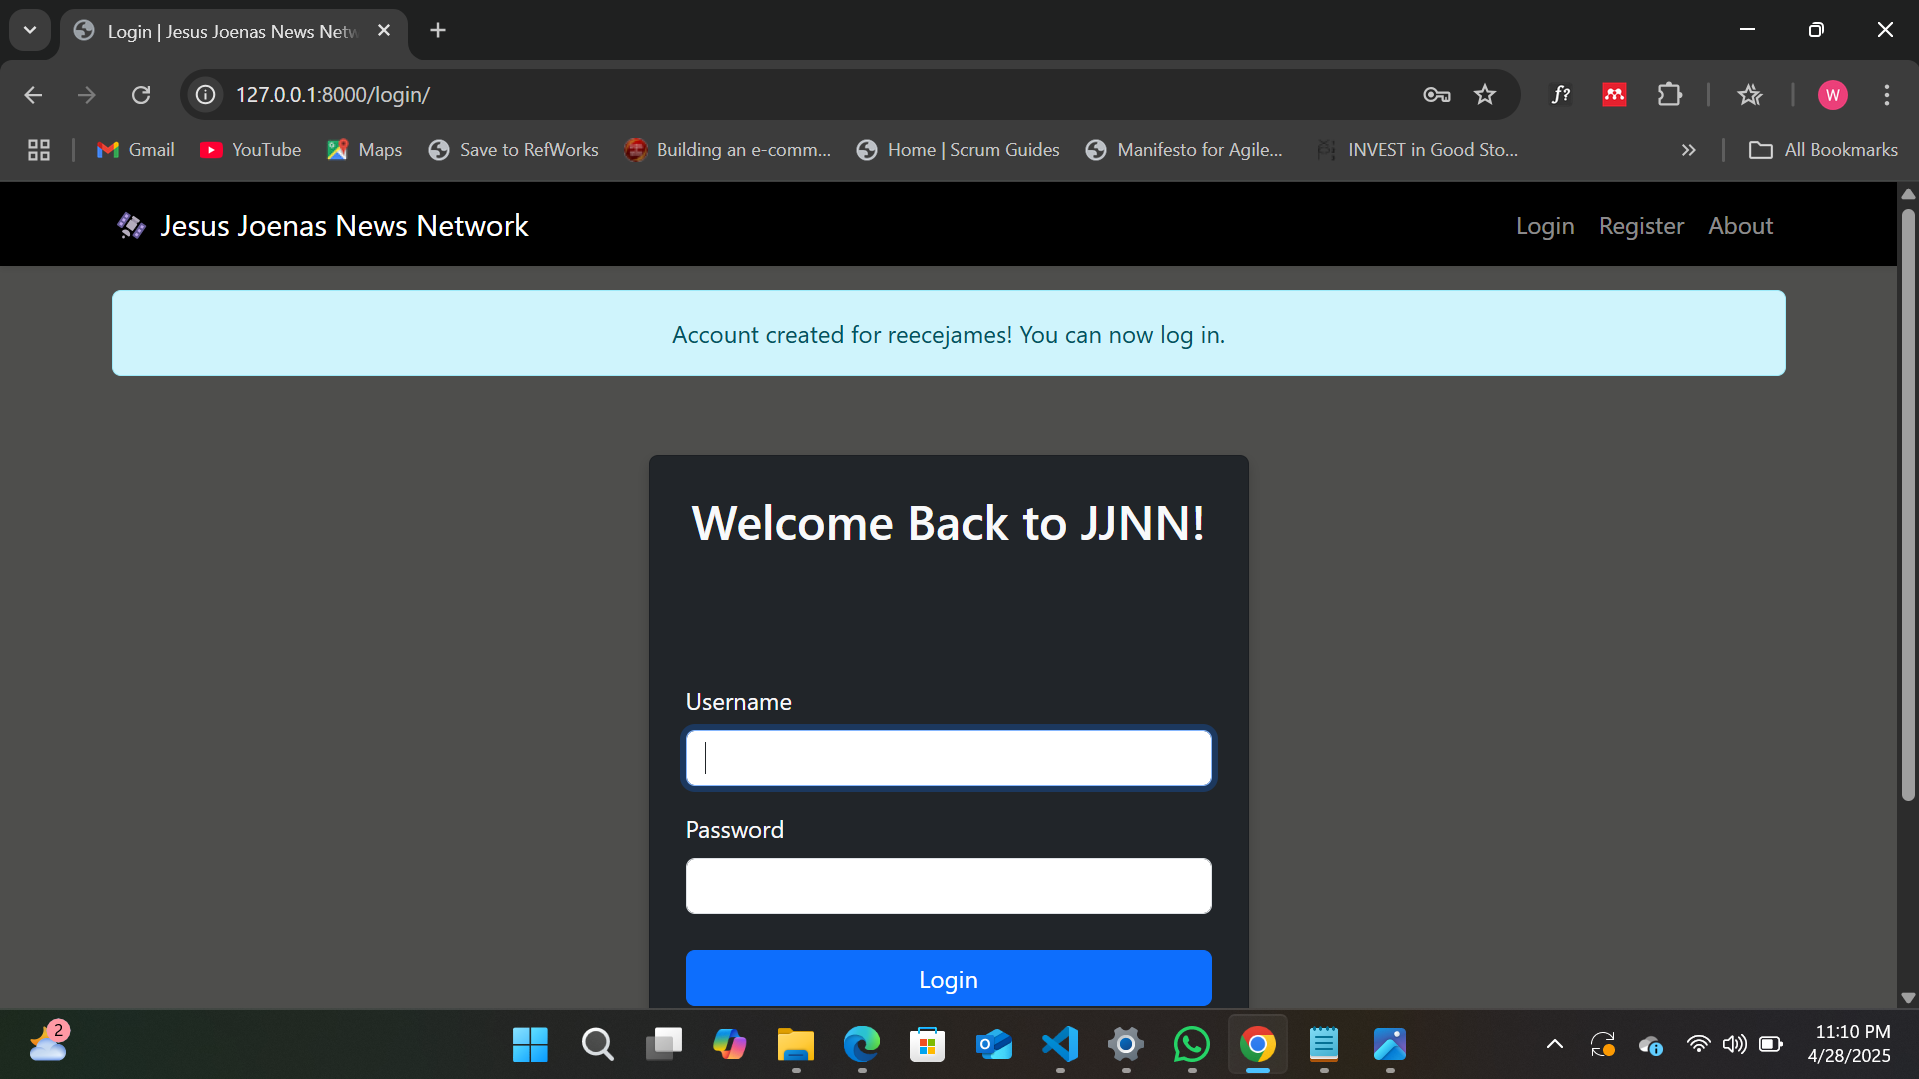 Login | Jesus Joenas News Netw
127.0.0.1:8000/login/
f?
W
Gmail
YouTube
Maps
Save to RefWorks
Building an e-comm...
Home | Scrum Guides
Manifesto for Agile...
INVEST in Good Sto...
All Bookmarks
Jesus Joenas News Network
Login
Register
About
Account created for reecejames! You can now log in.
Welcome Back to JJNN!
Username
Password
Login
2
11:10 PM
4/28/2025